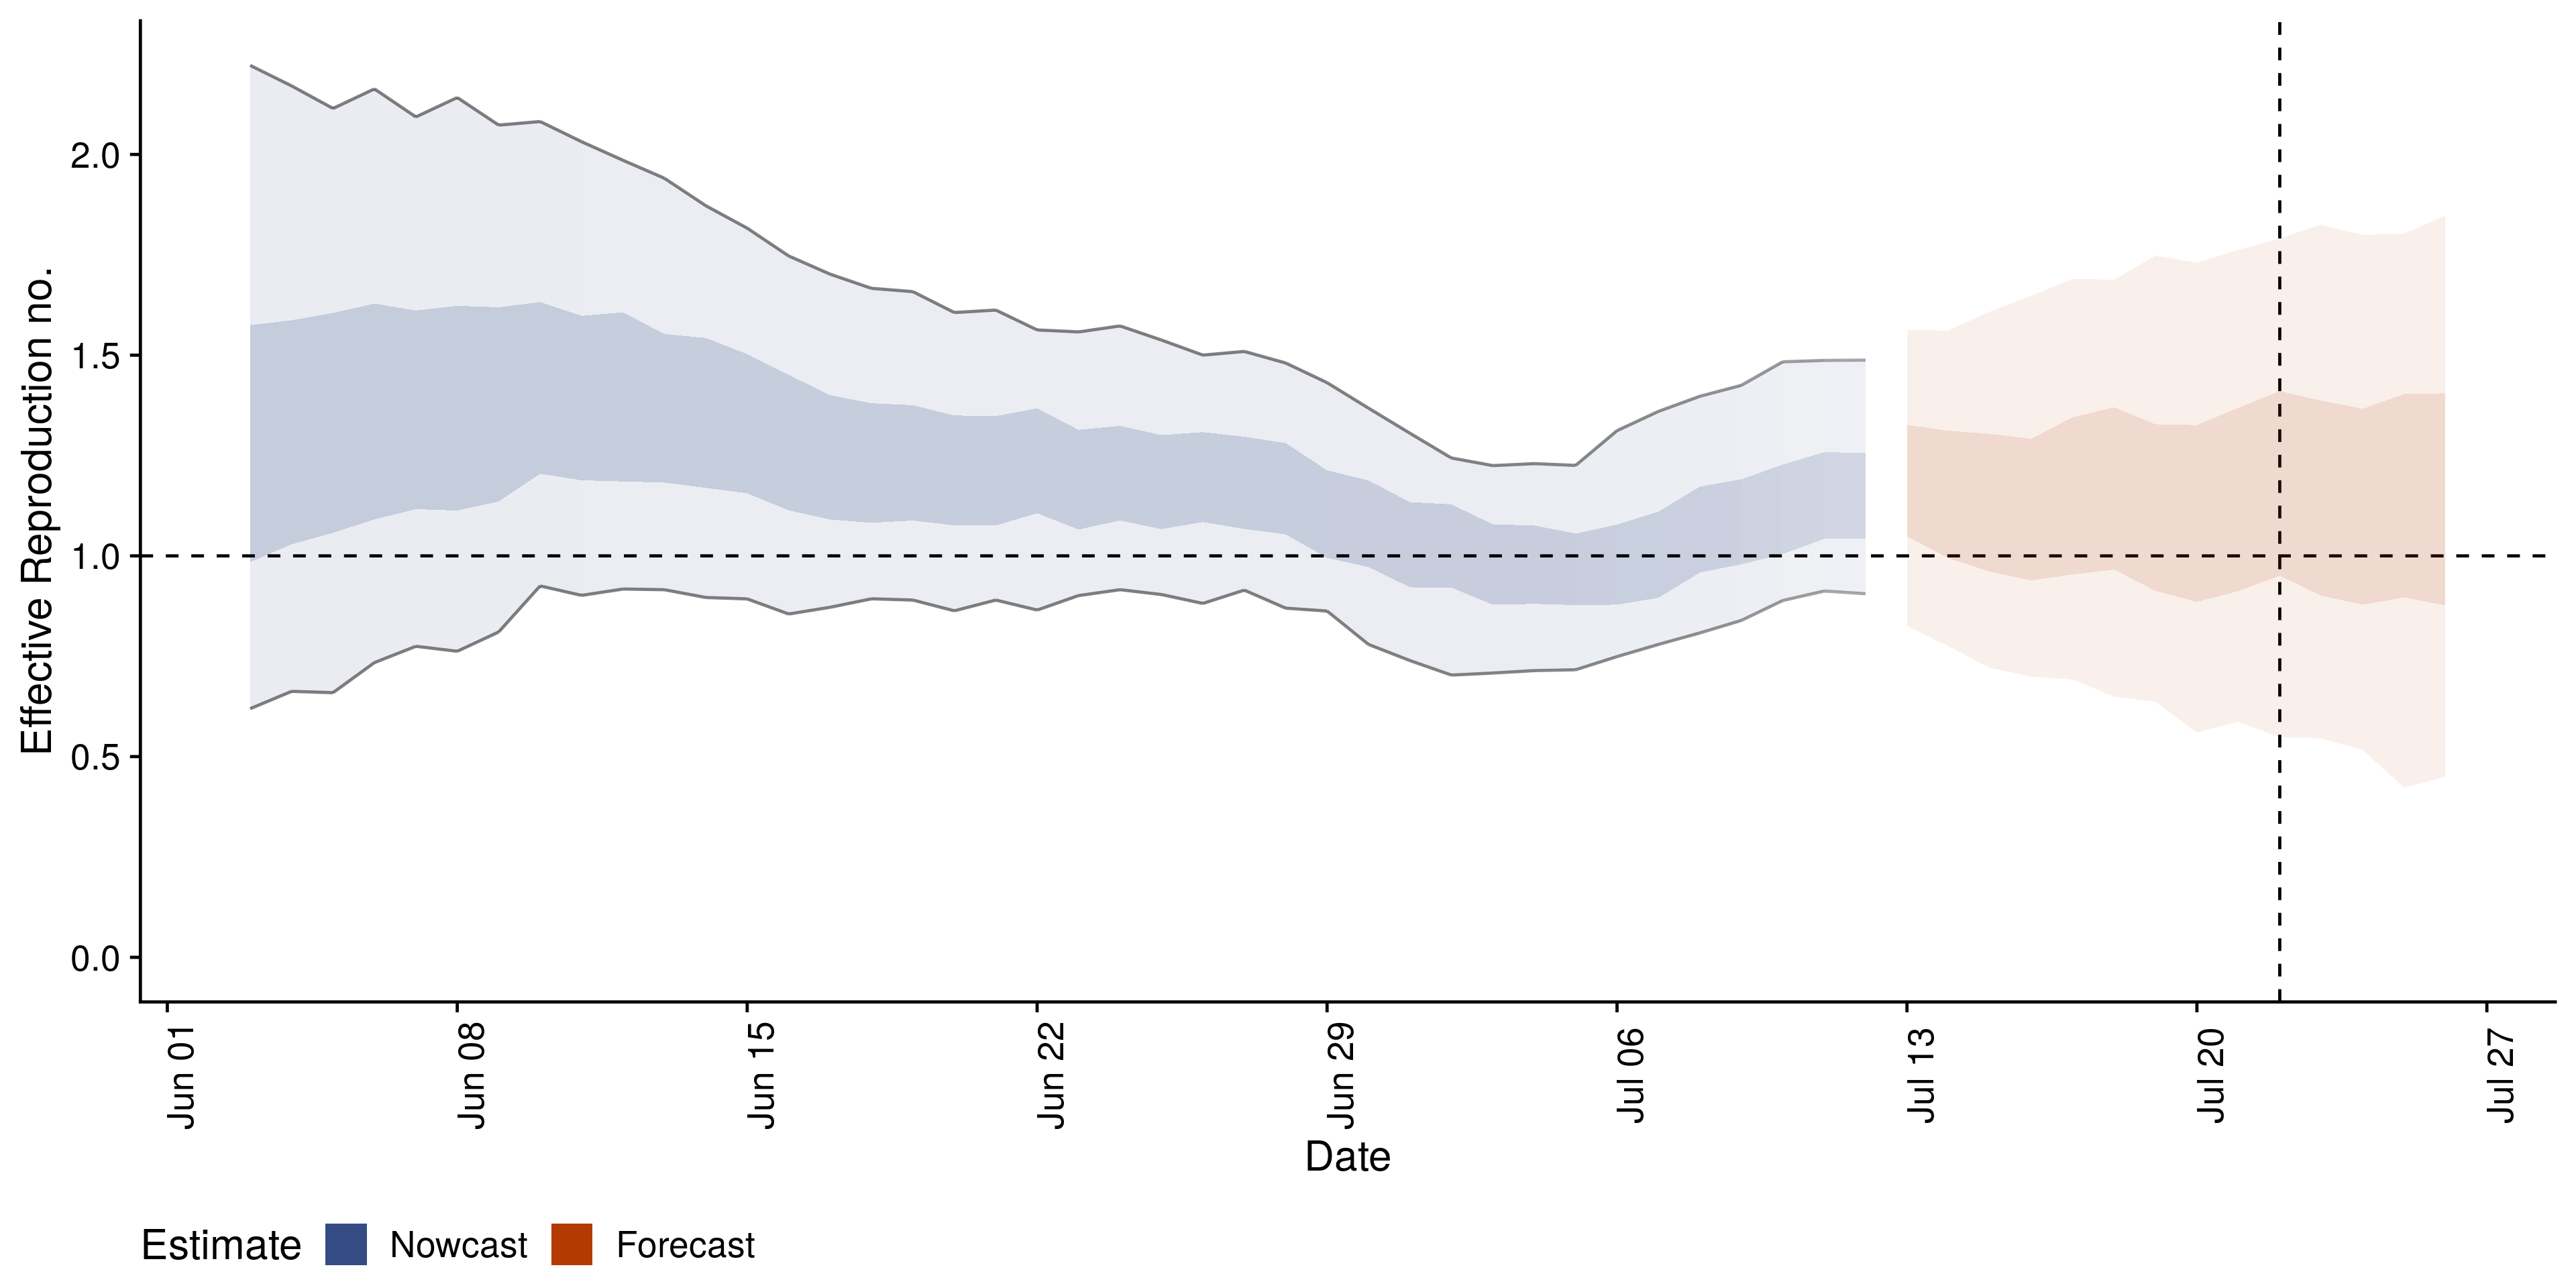 Effective Reproduction no.
2.0
1.5
1.0
0.5
0.0
Jun 01
Jun 08
Jun 15
Jun 22
Jun 29
Jul 06
Jul 13
Jul 20
Jul 27
Date
Estimate Nowcast Forecast